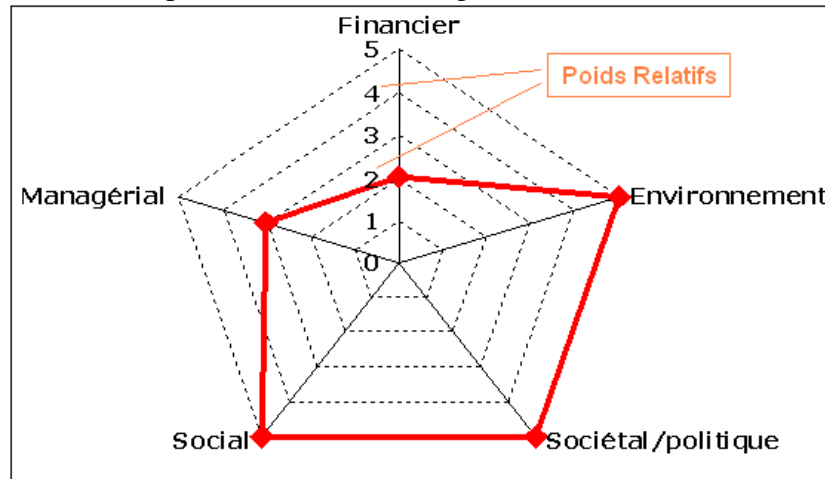 Financier
5
Poids Relatifs
4
3
2
Managérial
Environnement
1
0
Social
Sociétal/politique